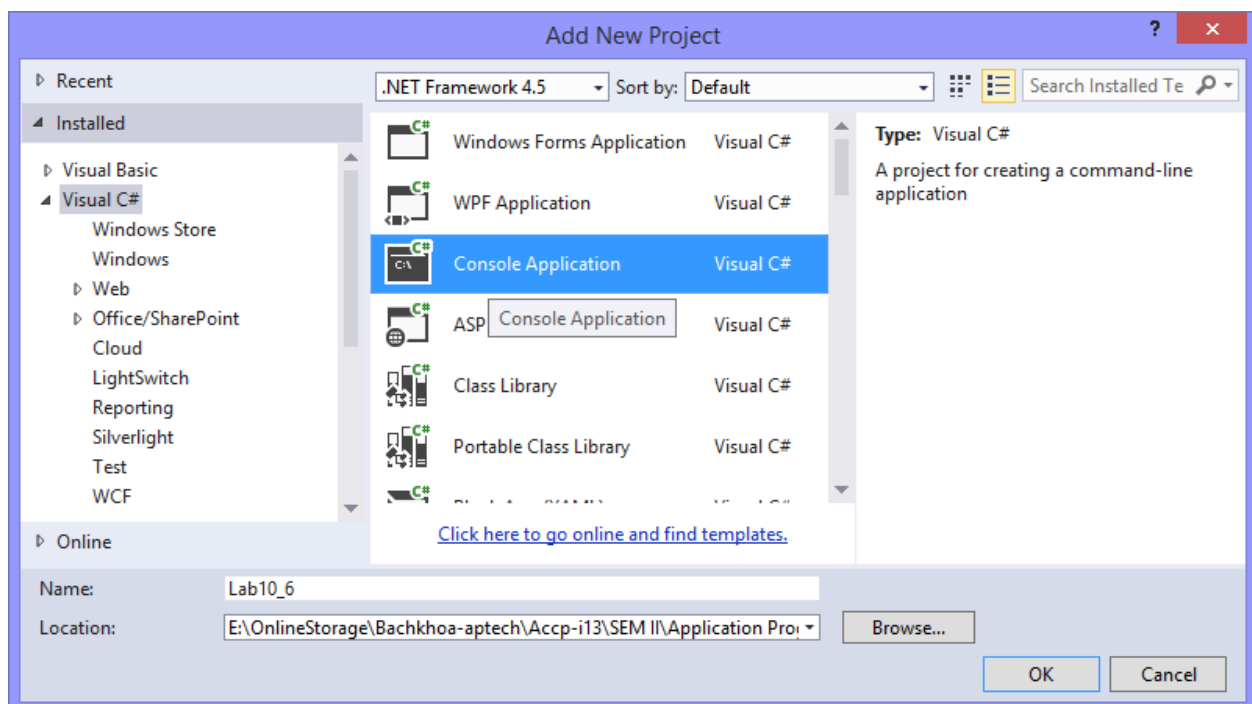 Add New Project
?
Recent
Installed
Visual Basic
Visual C#
Windows Store
Windows
Web
Office/SharePoint
Cloud
LightSwitch
Reporting
Silverlight
Test
WCF
Online
.NET Framework 4.5 Sort by: Default
Search Installed Te
C# Windows Forms Application Visual C#
C# WPF Application Visual C#
C# C:\ Console Application Visual C#
C# ASP Visual C#
Console Application
C# Class Library Visual C#
C# Portable Class Library Visual C#
C#
Click here to go online and find templates.
Type: Visual C#
A project for creating a command-line
application
Name: Lab10_6
Location: E:\OnlineStorage\Bachkhoa-aptech\Accp-i13\SEM II\Application Pro
Browse...
OK Cancel